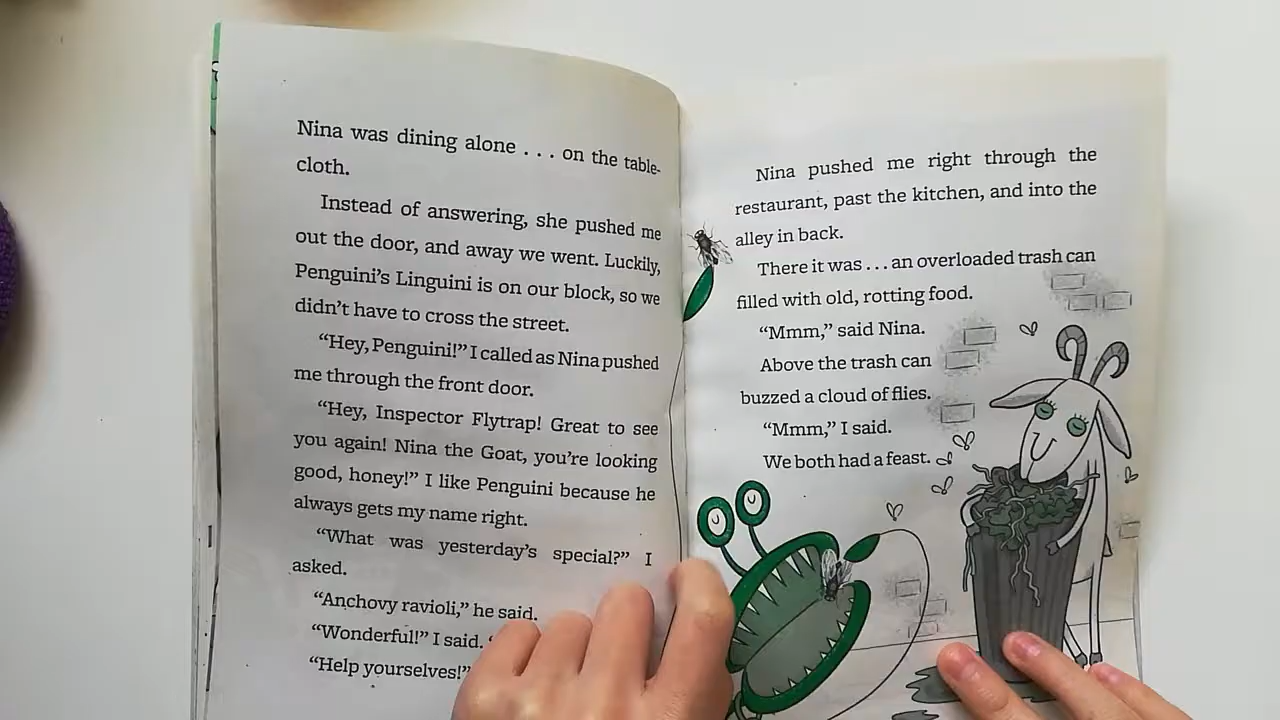 Nina was dining alone . . . on the table-
cloth.
Instead of answering, she pushed me
out the door, and away we went. Luckily,
Penguini’s Linguini is on our block, so we
didn’t have to cross the street.
“Hey, Penguini!” I called as Nina pushed
me through the front door.
“Hey, Inspector Flytrap! Great to see
you again! Nina the Goat, you’re looking
good, honey!” I like Penguini because he
always gets my name right.
“What was yesterday’s special?” I
asked.
“Anchovy ravioli,” he said.
“Wonderful!” I said.
“Help yourselves!”
Nina pushed me right through the
restaurant, past the kitchen, and into the
alley in back.
There it was . . . an overloaded trash can
filled with old, rotting food.
“Mmm,” said Nina.
Above the trash can
buzzed a cloud of flies.
“Mmm,” I said.
We both had a feast.